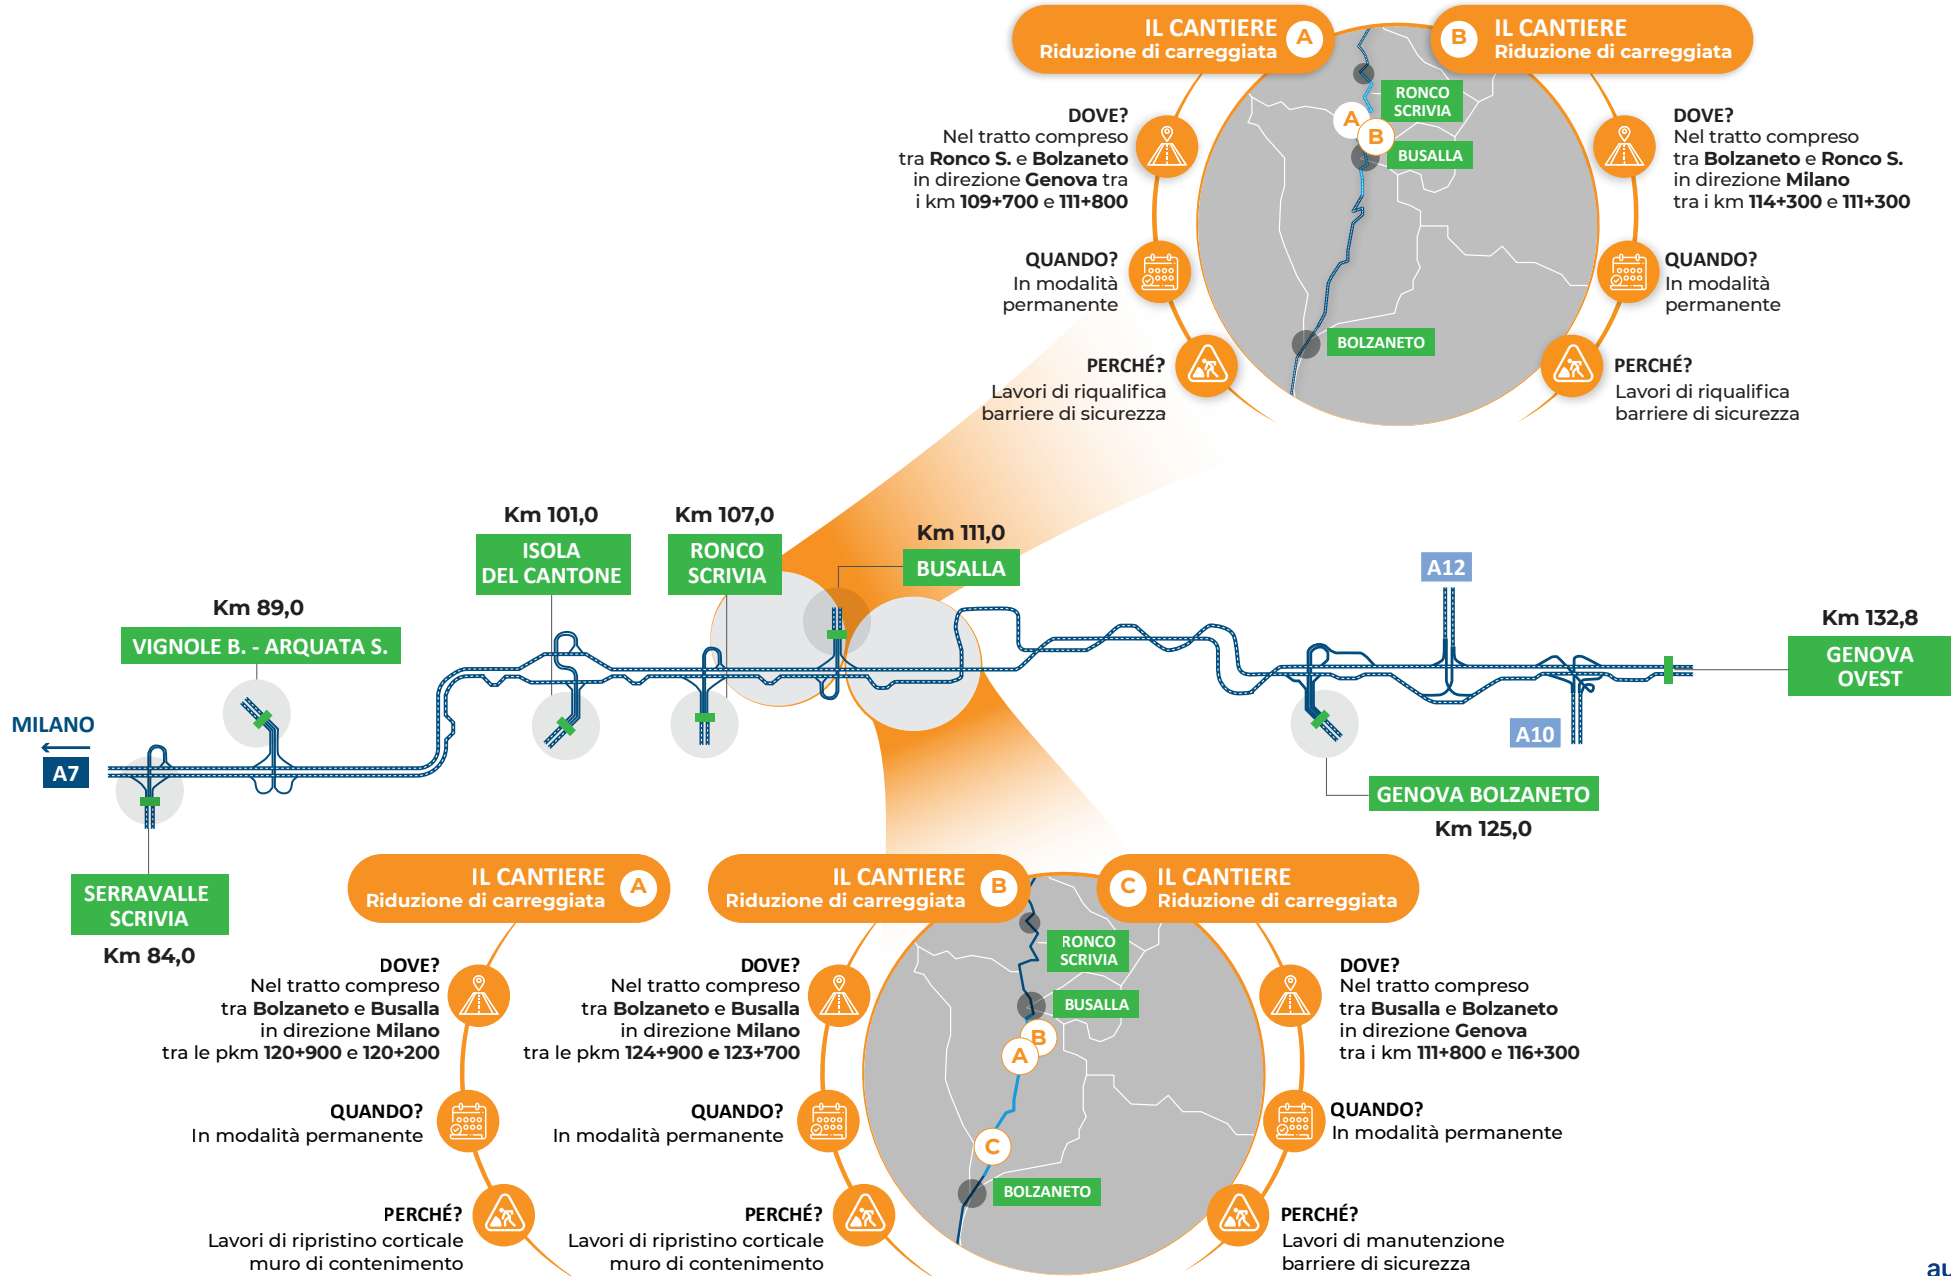 IL CANTIERE
Riduzione di carreggiata
A
B
IL CANTIERE
Riduzione di carreggiata
DOVE?
Nel tratto compreso
tra Ronco S. e Bolzaneto
in direzione Genova tra
i km 109+700 e 111+800
QUANDO?
In modalità
permanente
PERCHÉ?
Lavori di riqualifica
barriere di sicurezza
RONCO
SCRIVIA
A
B
BUSALLA
BOLZANETO
DOVE?
Nel tratto compreso
tra Bolzaneto e Ronco S.
in direzione Milano
tra i km 114+300 e 111+300
QUANDO?
In modalità
permanente
PERCHÉ?
Lavori di riqualifica
barriere di sicurezza
MILANO
A7
SERRAVALLE
SCRIVIA
Km 84,0
Km 89,0
VIGNOLE B. - ARQUATA S.
Km 101,0
ISOLA
DEL CANTONE
Km 107,0
RONCO
SCRIVIA
Km 111,0
BUSALLA
GENOVA BOLZANETO
Km 125,0
A12
A10
Km 132,8
GENOVA
OVEST
IL CANTIERE
Riduzione di carreggiata
A
DOVE?
Nel tratto compreso
tra Bolzaneto e Busalla
in direzione Milano
tra le pkm 120+900 e 120+200
QUANDO?
In modalità permanente
PERCHÉ?
Lavori di ripristino corticale
muro di contenimento
IL CANTIERE
Riduzione di carreggiata
B
DOVE?
Nel tratto compreso
tra Bolzaneto e Busalla
in direzione Milano
tra le pkm 124+900 e 123+700
QUANDO?
In modalità permanente
PERCHÉ?
Lavori di ripristino corticale
muro di contenimento
RONCO
SCRIVIA
BUSALLA
B
A
C
BOLZANETO
C
IL CANTIERE
Riduzione di carreggiata
DOVE?
Nel tratto compreso
tra Busalla e Bolzaneto
in direzione Genova
tra i km 111+800 e 116+300
QUANDO?
In modalità permanente
PERCHÉ?
Lavori di manutenzione
barriere di sicurezza